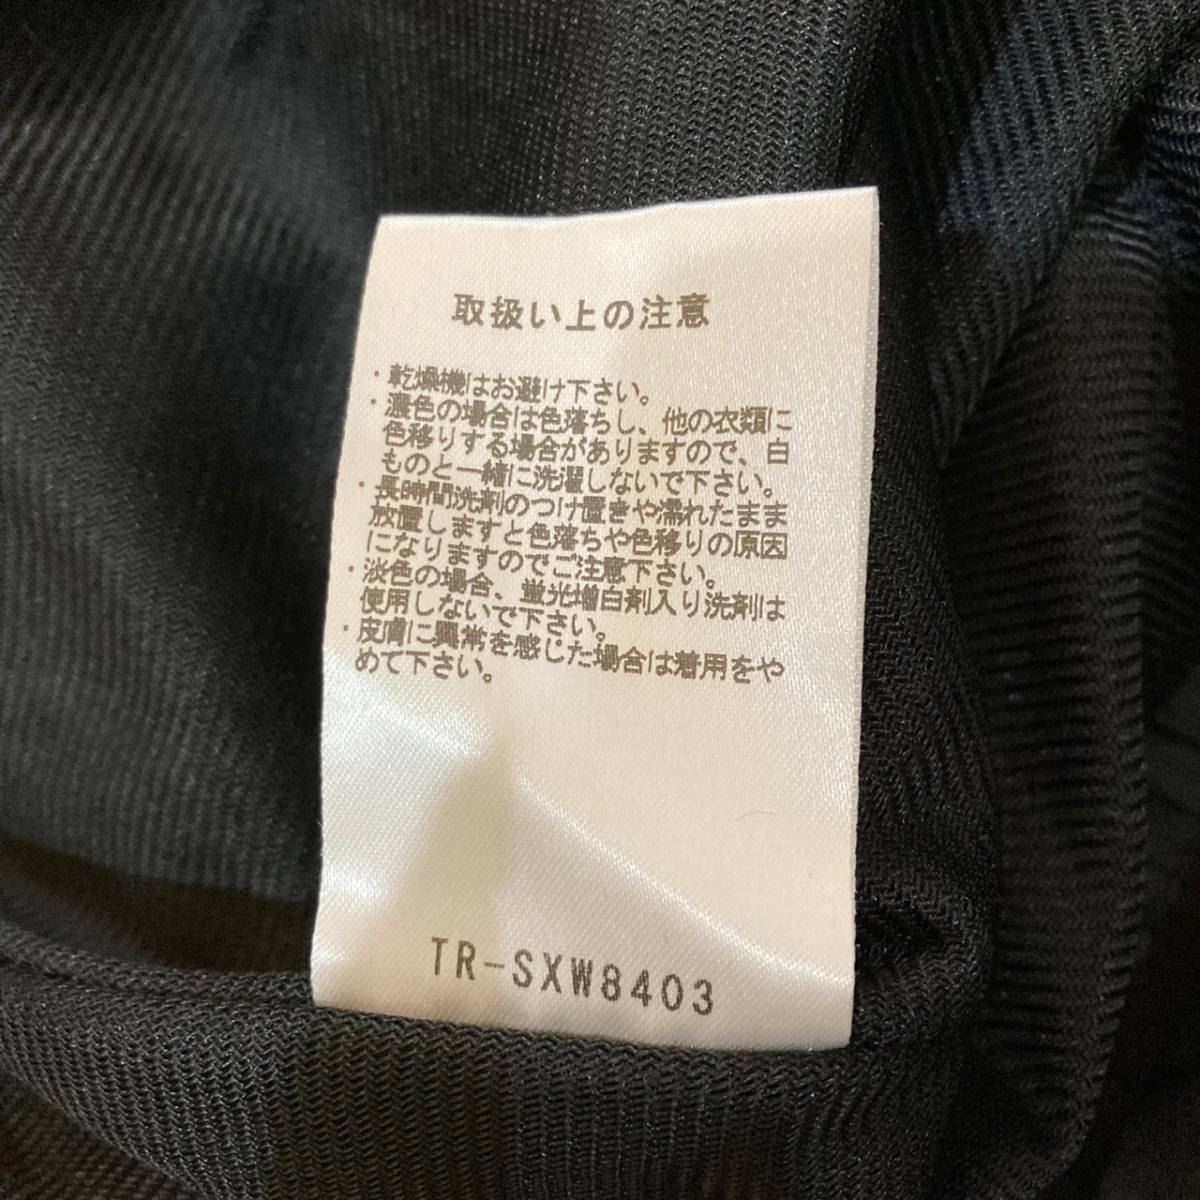 取扱い上の注意
・乾燥機はお避け下さい。
・濃色の場合は色落ちし、他の衣類に
色移りする場合がありますので、白
ものと一緒に洗濯しないで下さい。
・長時間洗剤のつけ置きや濡れたまま
放置しますと色落ちや色移りの原因
になりますのでご注意下さい。
・淡色の場合、蛍光増白剤入り洗剤は
使用しないで下さい。
・皮膚に異常を感じた場合は着用をや
めて下さい。
TR-SXW8403